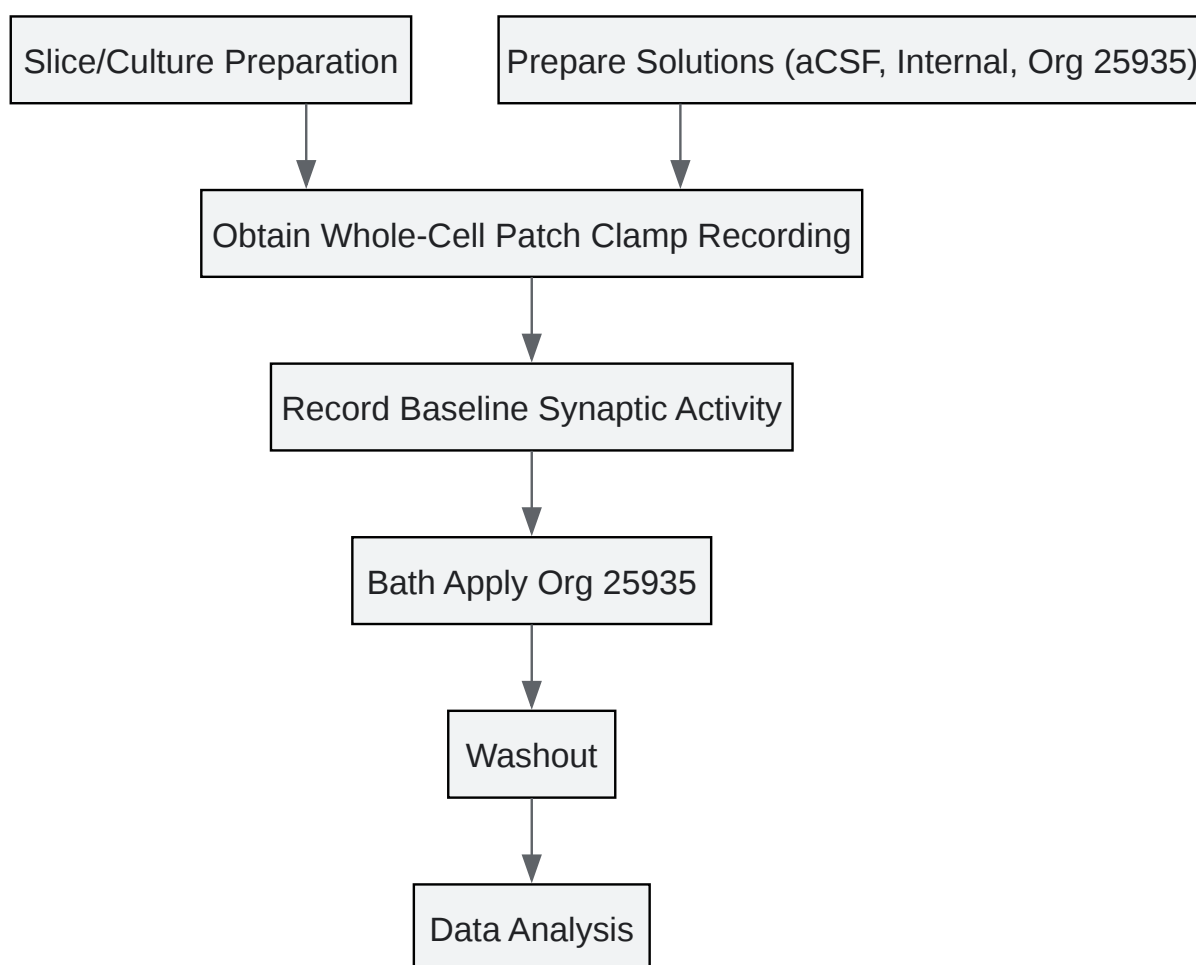 Slice/Culture Preparation
Prepare Solutions (aCSF, Internal, Org 25935)
Obtain Whole-Cell Patch Clamp Recording
Record Baseline Synaptic Activity
Bath Apply Org 25935
Washout
Data Analysis